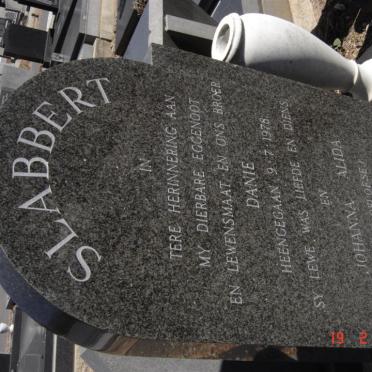 SLABBERT
IN
TERE HERINNERING AAN
MY DIERBARE EGGENOOT
EN LEWENSMAAT EN ONS BROER
DANIE
HEENGEGAAN 9.7.1978
SY LEWE WAS LIEFDE EN DIENS
EN
JOHANNA ALIDA
19 2